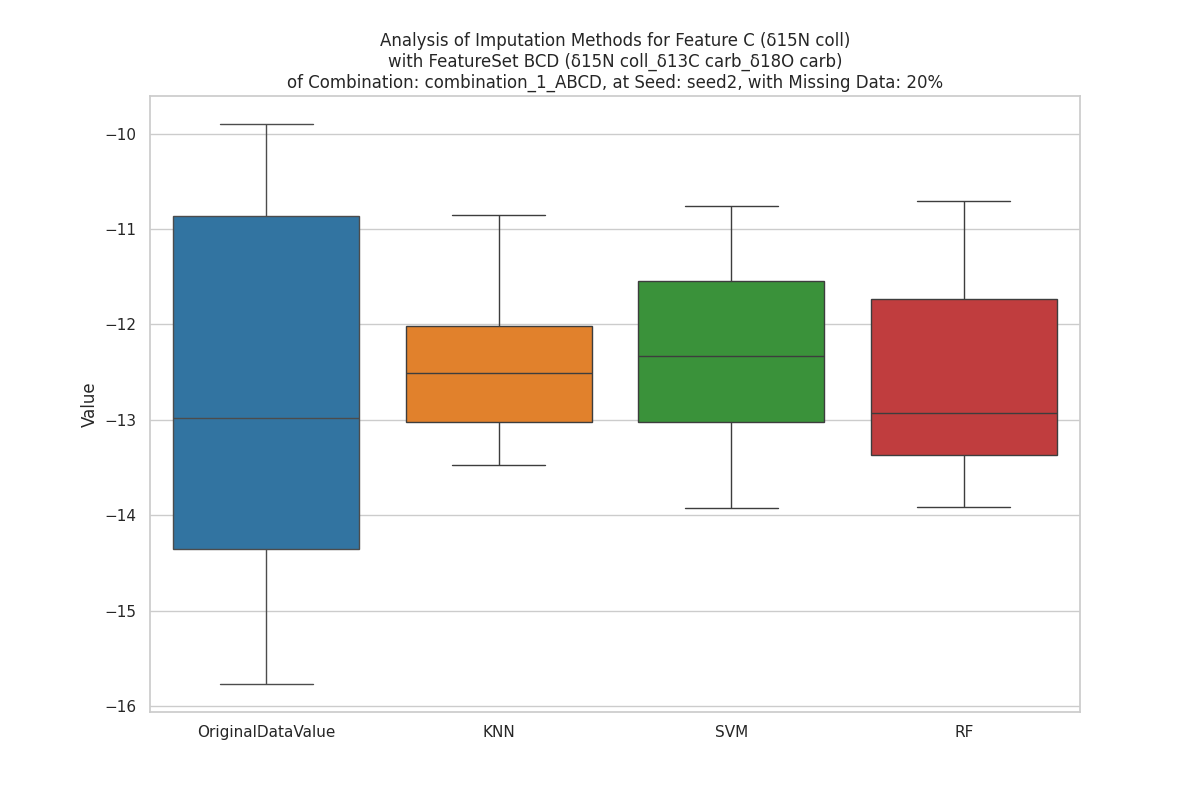 Analysis of Imputation Methods for Feature C (δ15N coll)
with FeatureSet BCD (δ15N coll_δ13C carb_δ18O carb)
of Combination: combination_1_ABCD, at Seed: seed2, with Missing Data: 20%
Value
−10
−11
−12
−13
−14
−15
−16
OriginalDataValue
KNN
SVM
RF